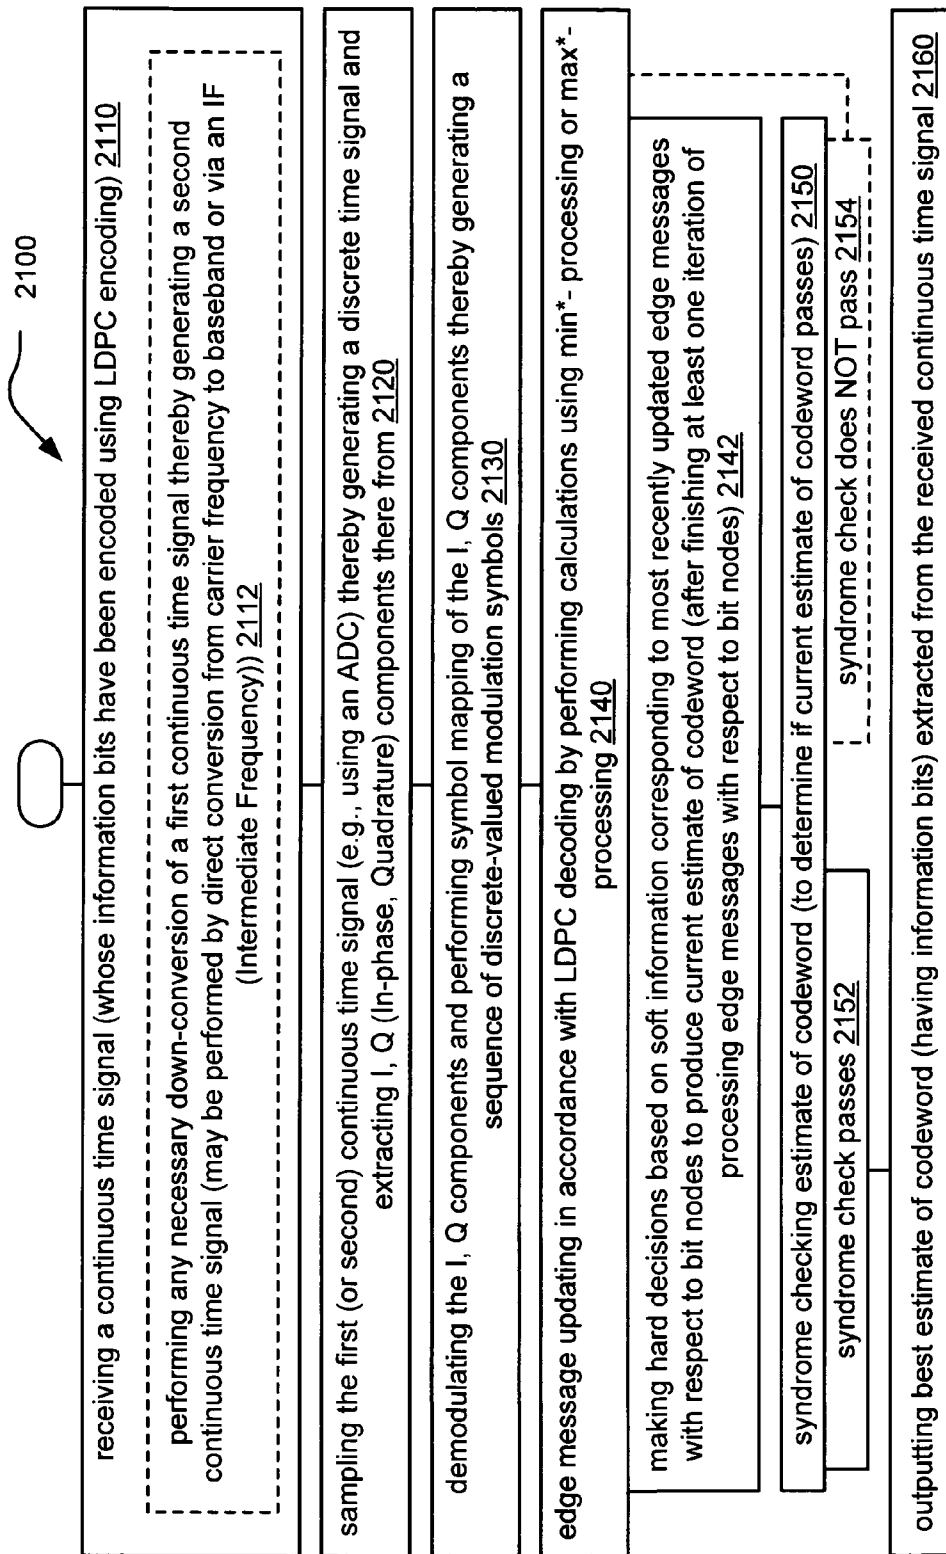 2100
receiving a continuous time signal (whose information bits have been encoded using LDPC encoding) 2110
performing any necessary down-conversion of a first continuous time signal thereby generating a second
continuous time signal (may be performed by direct conversion from carrier frequency to baseband or via an IF
(Intermediate Frequency)) 2112
sampling the first (or second) continuous time signal (e.g., using an ADC) thereby generating a discrete time signal and
extracting I, Q (In-phase, Quadrature) components there from 2120
demodulating the I, Q components and performing symbol mapping of the I, Q components thereby generating a
sequence of discrete-valued modulation symbols 2130
edge message updating in accordance with LDPC decoding by performing calculations using min*- processing or max*-
processing 2140
making hard decisions based on soft information corresponding to most recently updated edge messages
with respect to bit nodes to produce current estimate of codeword (after finishing at least one iteration of
processing edge messages with respect to bit nodes) 2142
syndrome checking estimate of codeword (to determine if current estimate of codeword passes) 2150
syndrome check passes 2152
syndrome check does NOT pass 2154
outputting best estimate of codeword (having information bits) extracted from the received continuous time signal 2160